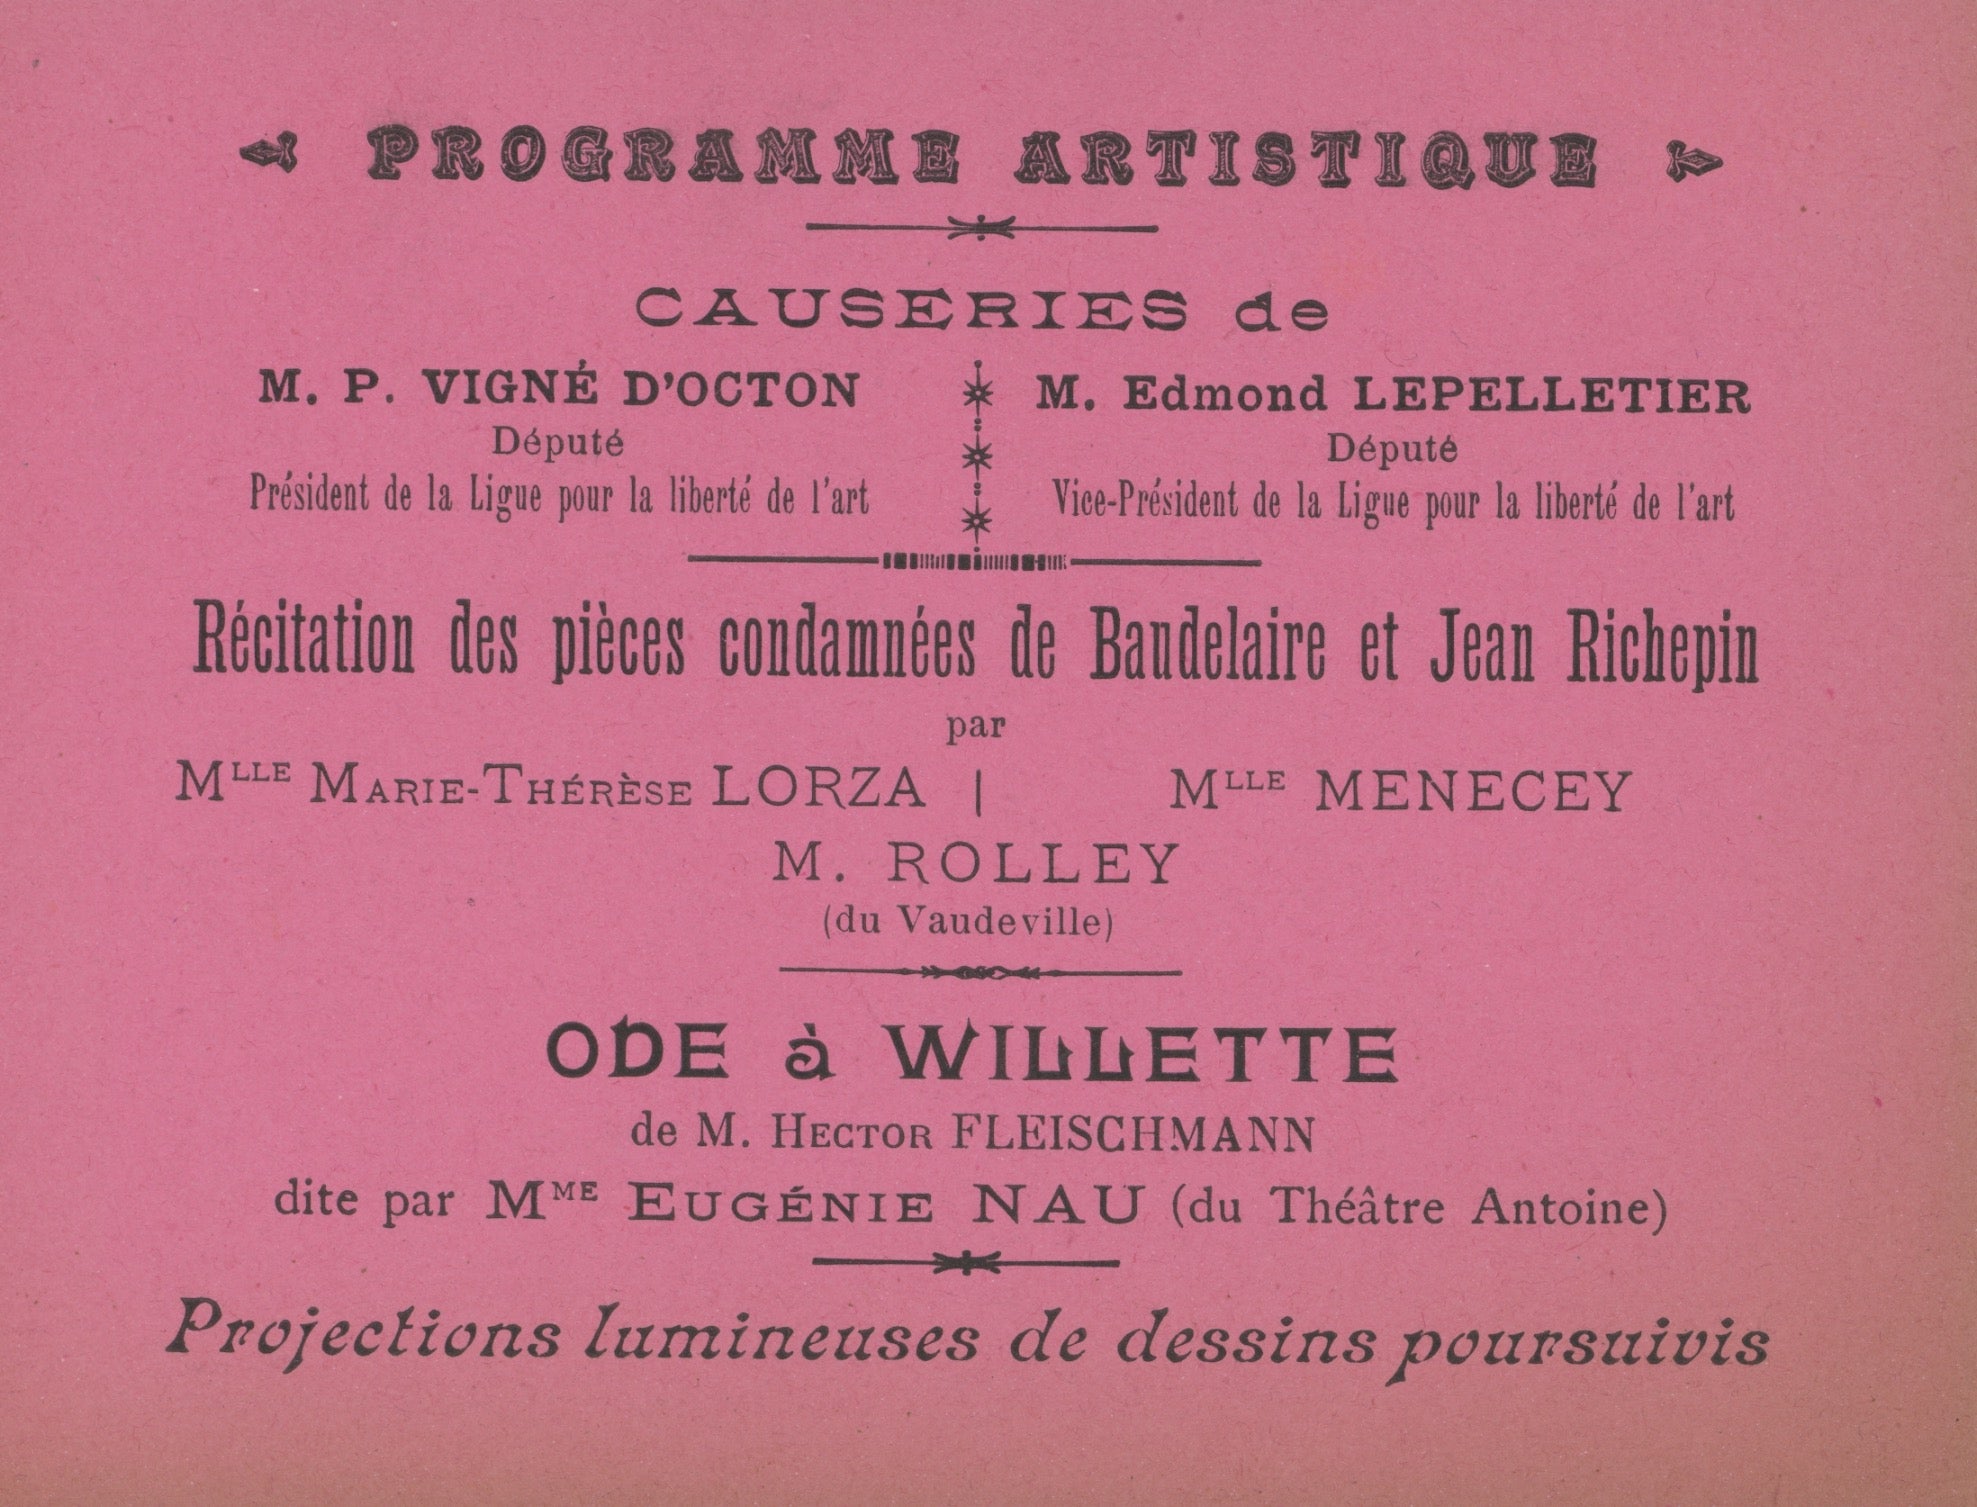 PROGRAMME ARTISTIQUE
CAUSERIES de
M. P. VIGNÉ D'OCTON
Député
Président de la Ligue pour la liberté de l'art
M. Edmond LEPELLETIER
Député
Vice-Président de la Ligue pour la liberté de l'art
Récitation des pièces condamnées de Baudelaire et Jean Richepin
par
MLLE MARIE-THÉRÈSE LORZA | MLLE MENECEY
M. ROLLEY
(du Vaudeville)
ODE à WILLETTE
de M. HECTOR FLEISCHMANN
dite par MME EUGÉNIE NAU (du Théâtre Antoine)
Projections lumineuses de dessins poursuivis